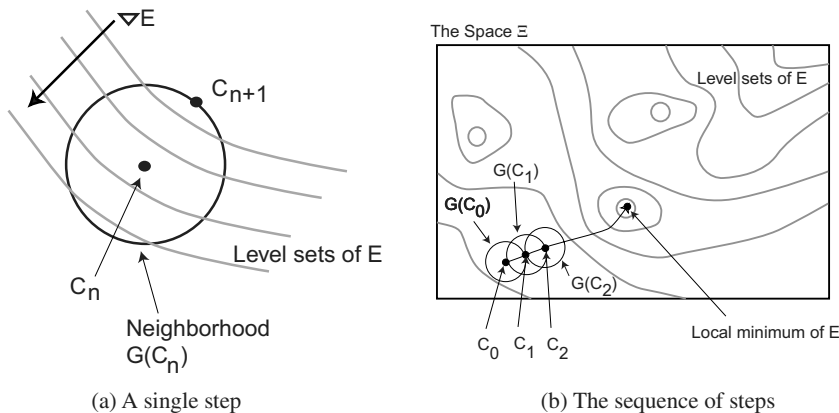 ∇E
C_{n+1}
Level sets of E
C_n
Neighborhood
G(C_n)
(a) A single step
The Space Ξ
Level sets of E
G(C_1)
G(C_0)
G(C_2)
Local minimum of E
C_0 C_1 C_2
(b) The sequence of steps